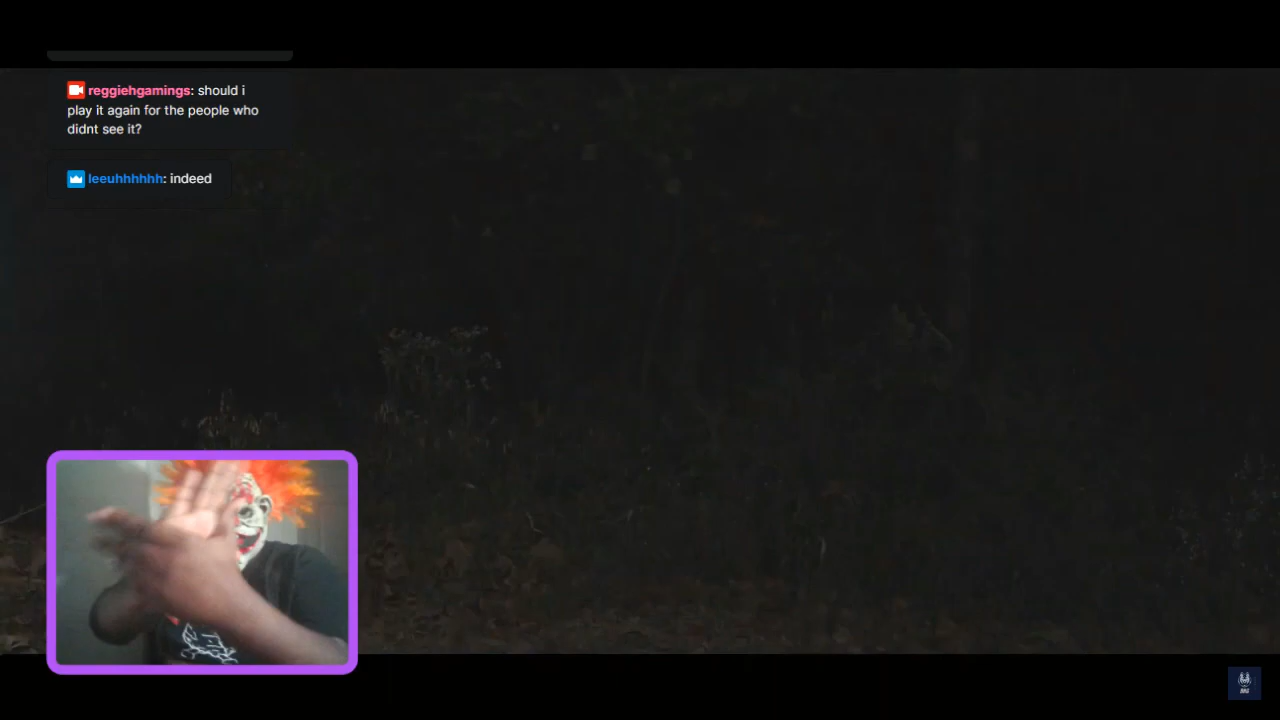 reggiehgamings: should i
play it again for the people who
didnt see it?
leeuhhhhhh: indeed